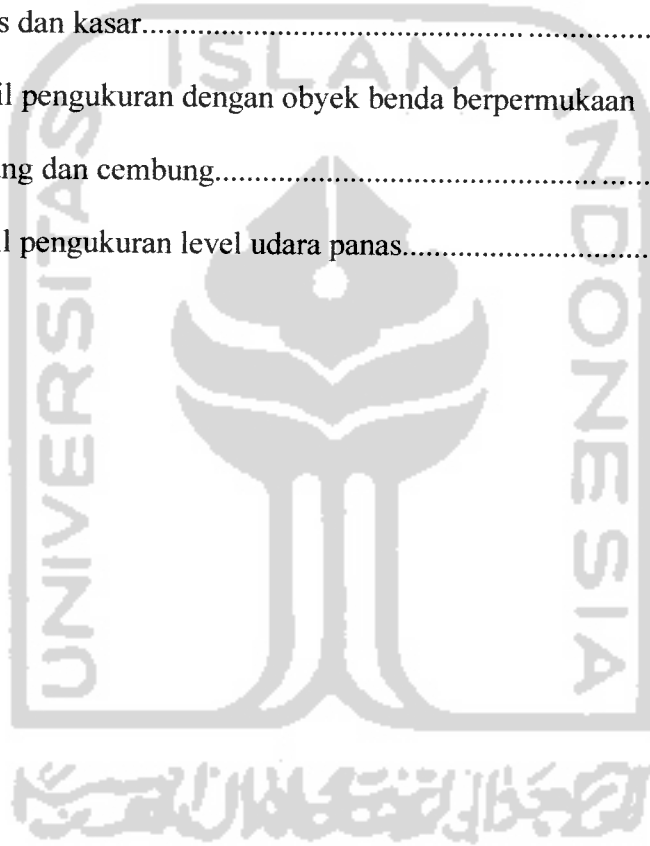 s dan kasar............................................................
il pengukuran dengan obyek benda berpermukaan
ng dan cembung....................................................
l pengukuran level udara panas..............................
ISLAM
UNIVERSITAS
INDONESIA